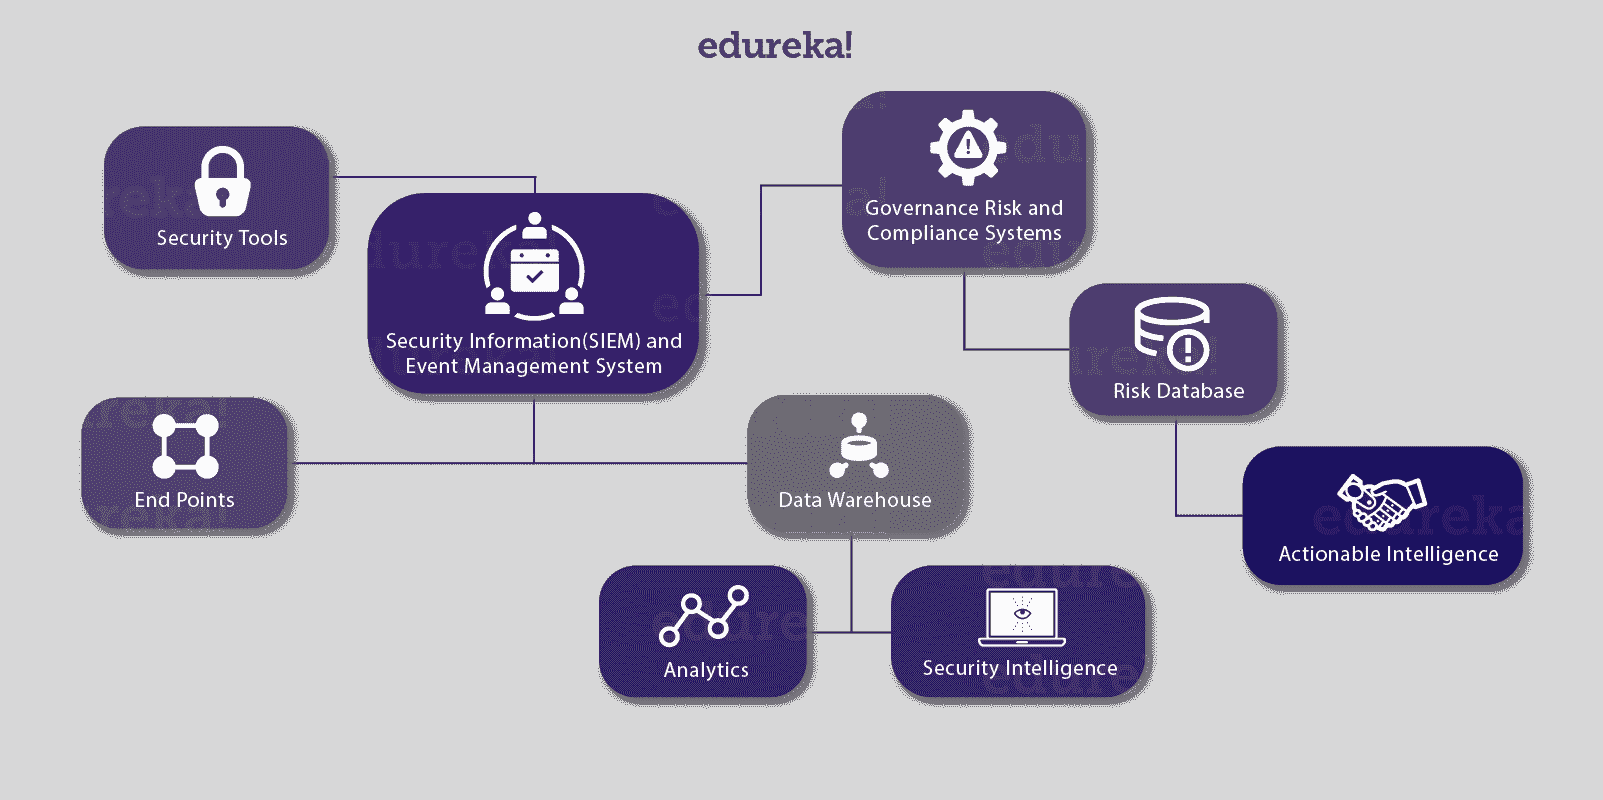 edureka!
Security Tools
Governance Risk and
Compliance Systems
Security Information(SIEM) and
Event Management System
Risk Database
End Points
Data Warehouse
Actionable Intelligence
Analytics
Security Intelligence